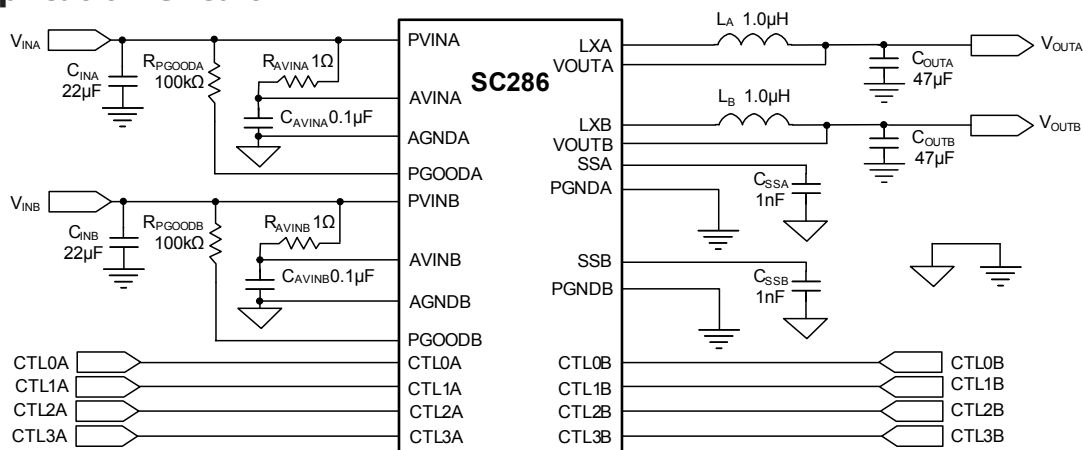 V_INA
C_INA
22µF
R_PGOODA
100kΩ
R_AVINA 1Ω
C_AVINA 0.1µF
PVINA
AVINA
AGNDA
PGOODA
V_INB
C_INB
22µF
R_PGOODB
100kΩ
R_AVINB 1Ω
C_AVINB 0.1µF
PVINB
AVINB
AGNDB
PGOODB
CTL0A
CTL1A
CTL2A
CTL3A
CTL0A
CTL1A
CTL2A
CTL3A
SC286
LXA
VOUTA
LXB
VOUTB
SSA
PGNDA
SSB
PGNDB
CTL0B
CTL1B
CTL2B
CTL3B
L_A 1.0µH
C_OUTA
47µF
V_OUTA
L_B 1.0µH
C_OUTB
47µF
V_OUTB
C_SSA
1nF
C_SSB
1nF
CTL0B
CTL1B
CTL2B
CTL3B